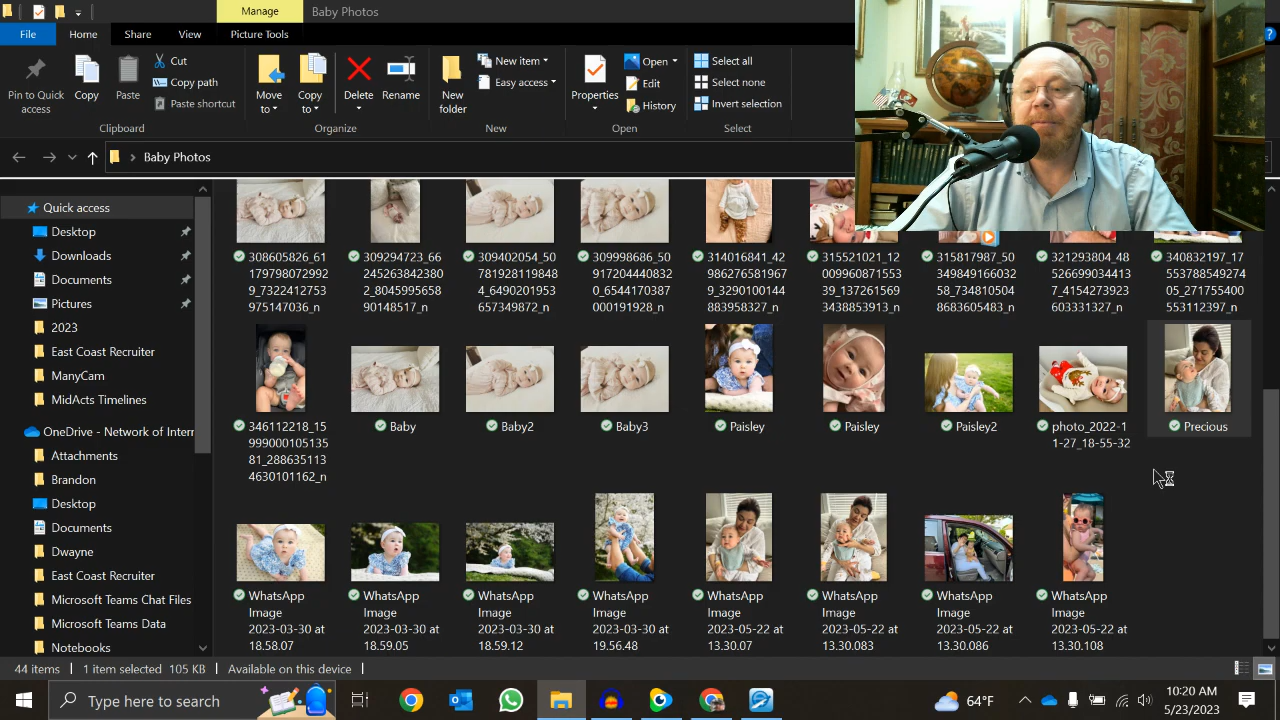 Manage
Baby Photos
File
Home
Share
View
Picture Tools
Pin to Quick
access
Copy
Paste
Cut
Copy path
Paste shortcut
Clipboard
Move
to
Copy
to
Delete
Rename
Organize
New
folder
New item
Easy access
New
Properties
Open
Edit
History
Open
Select all
Select none
Invert selection
Select
Baby Photos
Quick access
Desktop
Downloads
Documents
Pictures
2023
East Coast Recruiter
ManyCam
MidActs Timelines
OneDrive - Network of Intern
Attachments
Brandon
Desktop
Documents
Dwayne
East Coast Recruiter
Microsoft Teams Chat Files
Microsoft Teams Data
Notebooks
308605826_61
179798072992
9_7322412753
975147036_n
309294723_66
245263842380
2_8045995658
90148517_n
309402054_50
781928119848
4_6490201953
657349872_n
309998686_50
917204440832
0_6544170387
000191928_n
314016841_42
986276581967
9_3290100144
883958327_n
315521021_12
009960871553
39_137261569
3438853913_n
315817987_50
349849166032
58_734810504
8683605483_n
321293804_48
526699034413
7_4154273923
603331327_n
340832197_17
553788549274
05_271755400
553112397_n
346112218_15
999000105135
81_288635113
4630101162_n
Baby
Baby2
Baby3
Paisley
Paisley
Paisley2
photo_2022-1
1-27_18-55-32
Precious
WhatsApp
Image
2023-03-30 at
18.58.07
WhatsApp
Image
2023-03-30 at
18.59.05
WhatsApp
Image
2023-03-30 at
18.59.12
WhatsApp
Image
2023-03-30 at
19.56.48
WhatsApp
Image
2023-05-22 at
13.30.07
WhatsApp
Image
2023-05-22 at
13.30.083
WhatsApp
Image
2023-05-22 at
13.30.086
WhatsApp
Image
2023-05-22 at
13.30.108
44 items
1 item selected 105 KB
Available on this device
Type here to search
64°F
10:20 AM
5/23/2023